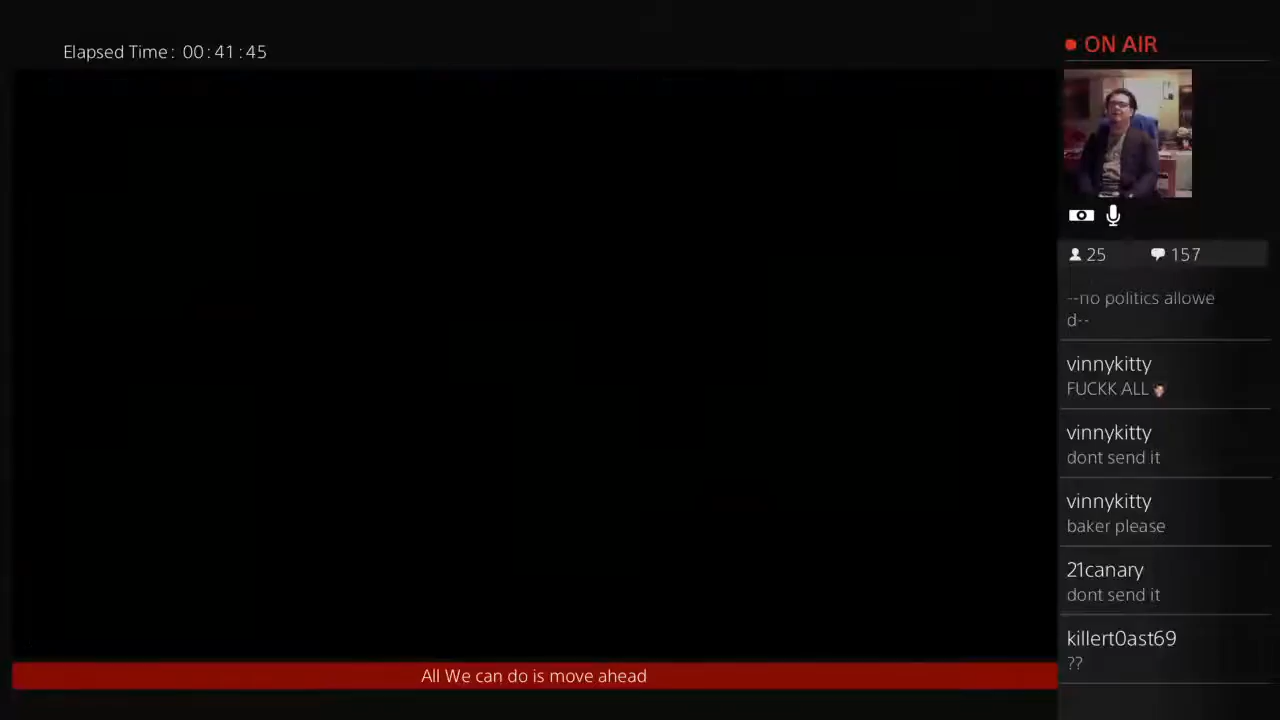 Elapsed Time: 00:41:45
ON AIR
25 157
--no politics allowe
d--
vinnykitty
FUCKK ALL
vinnykitty
dont send it
vinnykitty
baker please
21canary
dont send it
killert0ast69
??
All We can do is move ahead